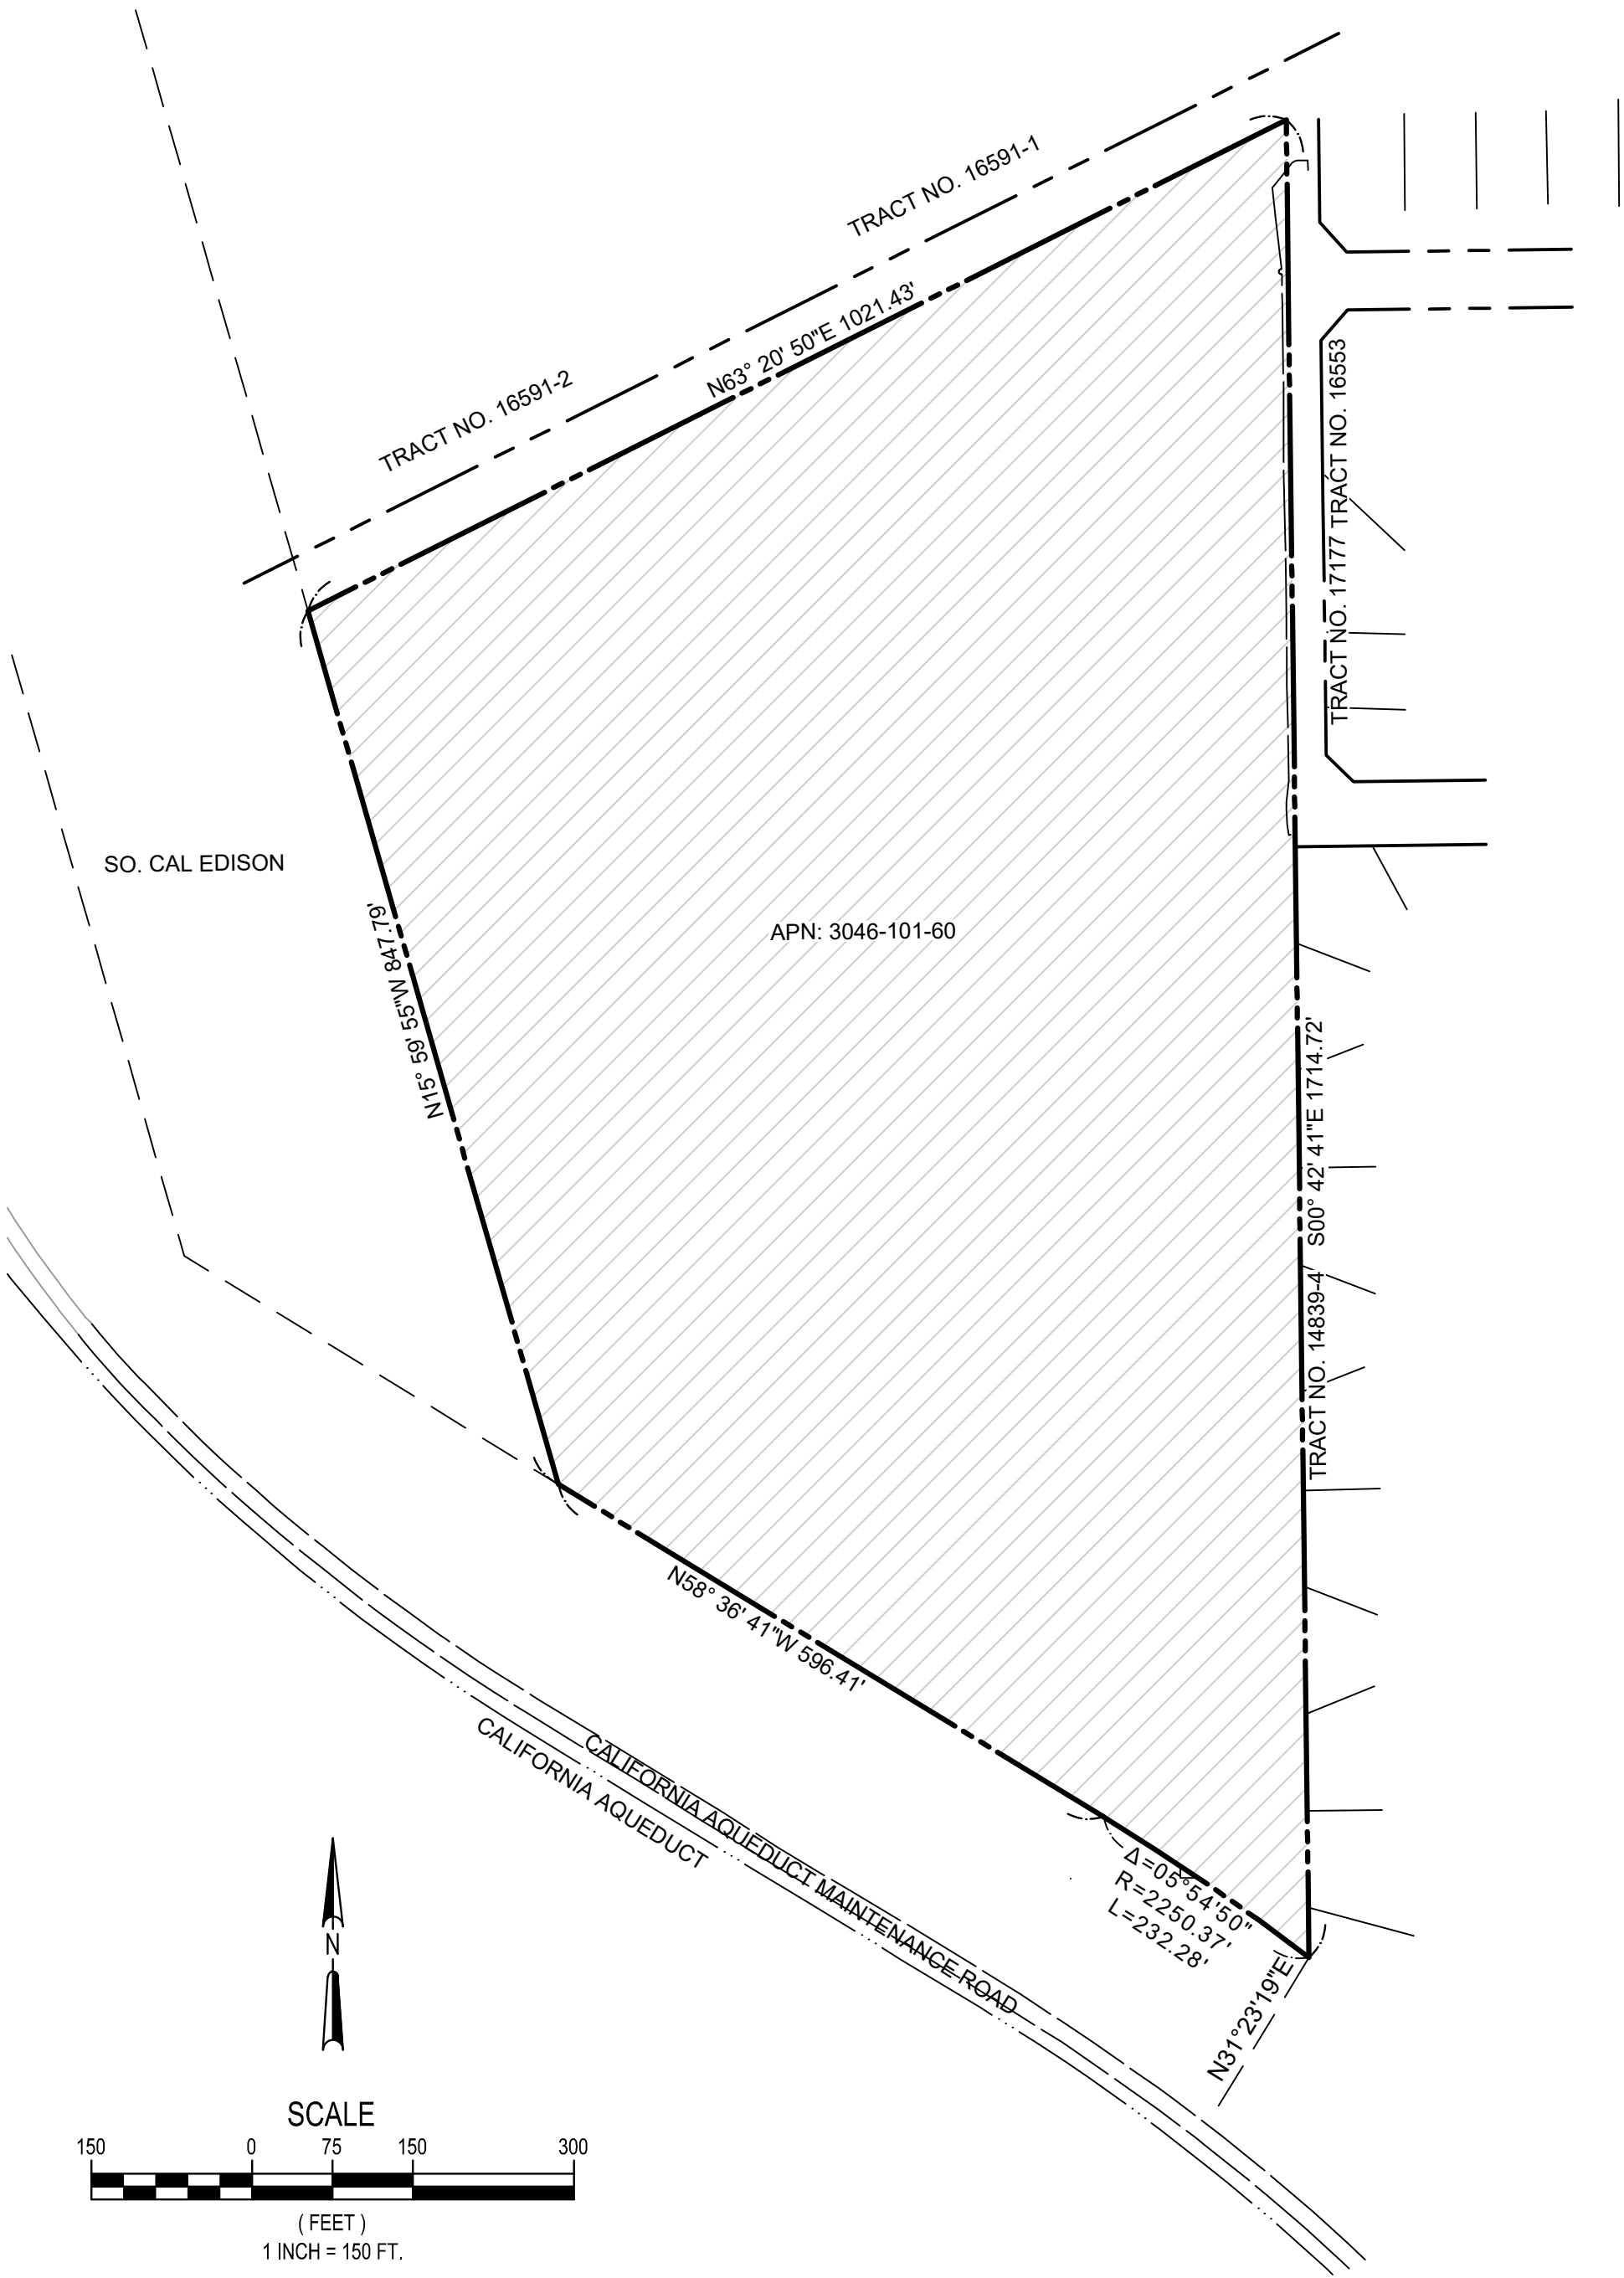 TRACT NO. 16591-1
N63° 20' 50"E 1021.43'
TRACT NO. 16591-2
TRACT NO. 17177 TRACT NO. 16553
SO. CAL EDISON
APN: 3046-101-60
N15° 59' 55"W 847.79'
TRACT NO. 14839-4 S00° 42' 41"E 1714.72'
N58° 36' 41"W 596.41'
CALIFORNIA AQUEDUCT
CALIFORNIA AQUEDUCT MAINTENANCE ROAD
Δ=05°54'50"
R=2250.37'
L=232.28'
N31°23'19"E
N
SCALE
150 0 75 150 300
( FEET )
1 INCH = 150 FT.